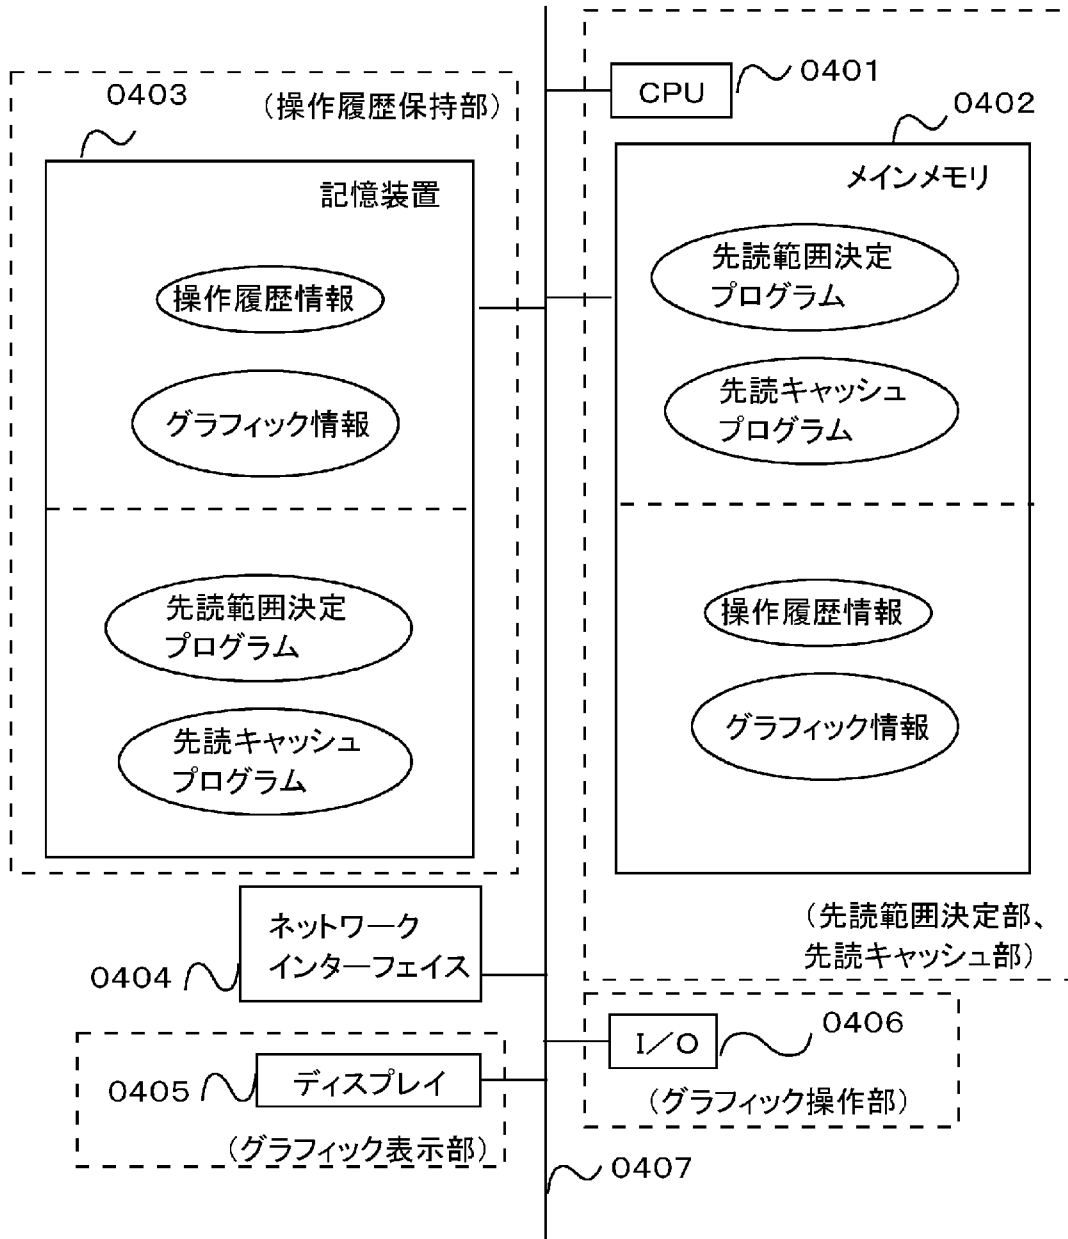 0403
(操作履歴保持部)
記憶装置
操作履歴情報
グラフィック情報
先読範囲決定
プログラム
先読キャッシュ
プログラム
CPU
0401
0402
メインメモリ
先読範囲決定
プログラム
先読キャッシュ
プログラム
操作履歴情報
グラフィック情報
(先読範囲決定部、
先読キャッシュ部)
ネットワーク
インターフェイス
0404
0405
ディスプレイ
(グラフィック表示部)
I/O
0406
(グラフィック操作部)
0407